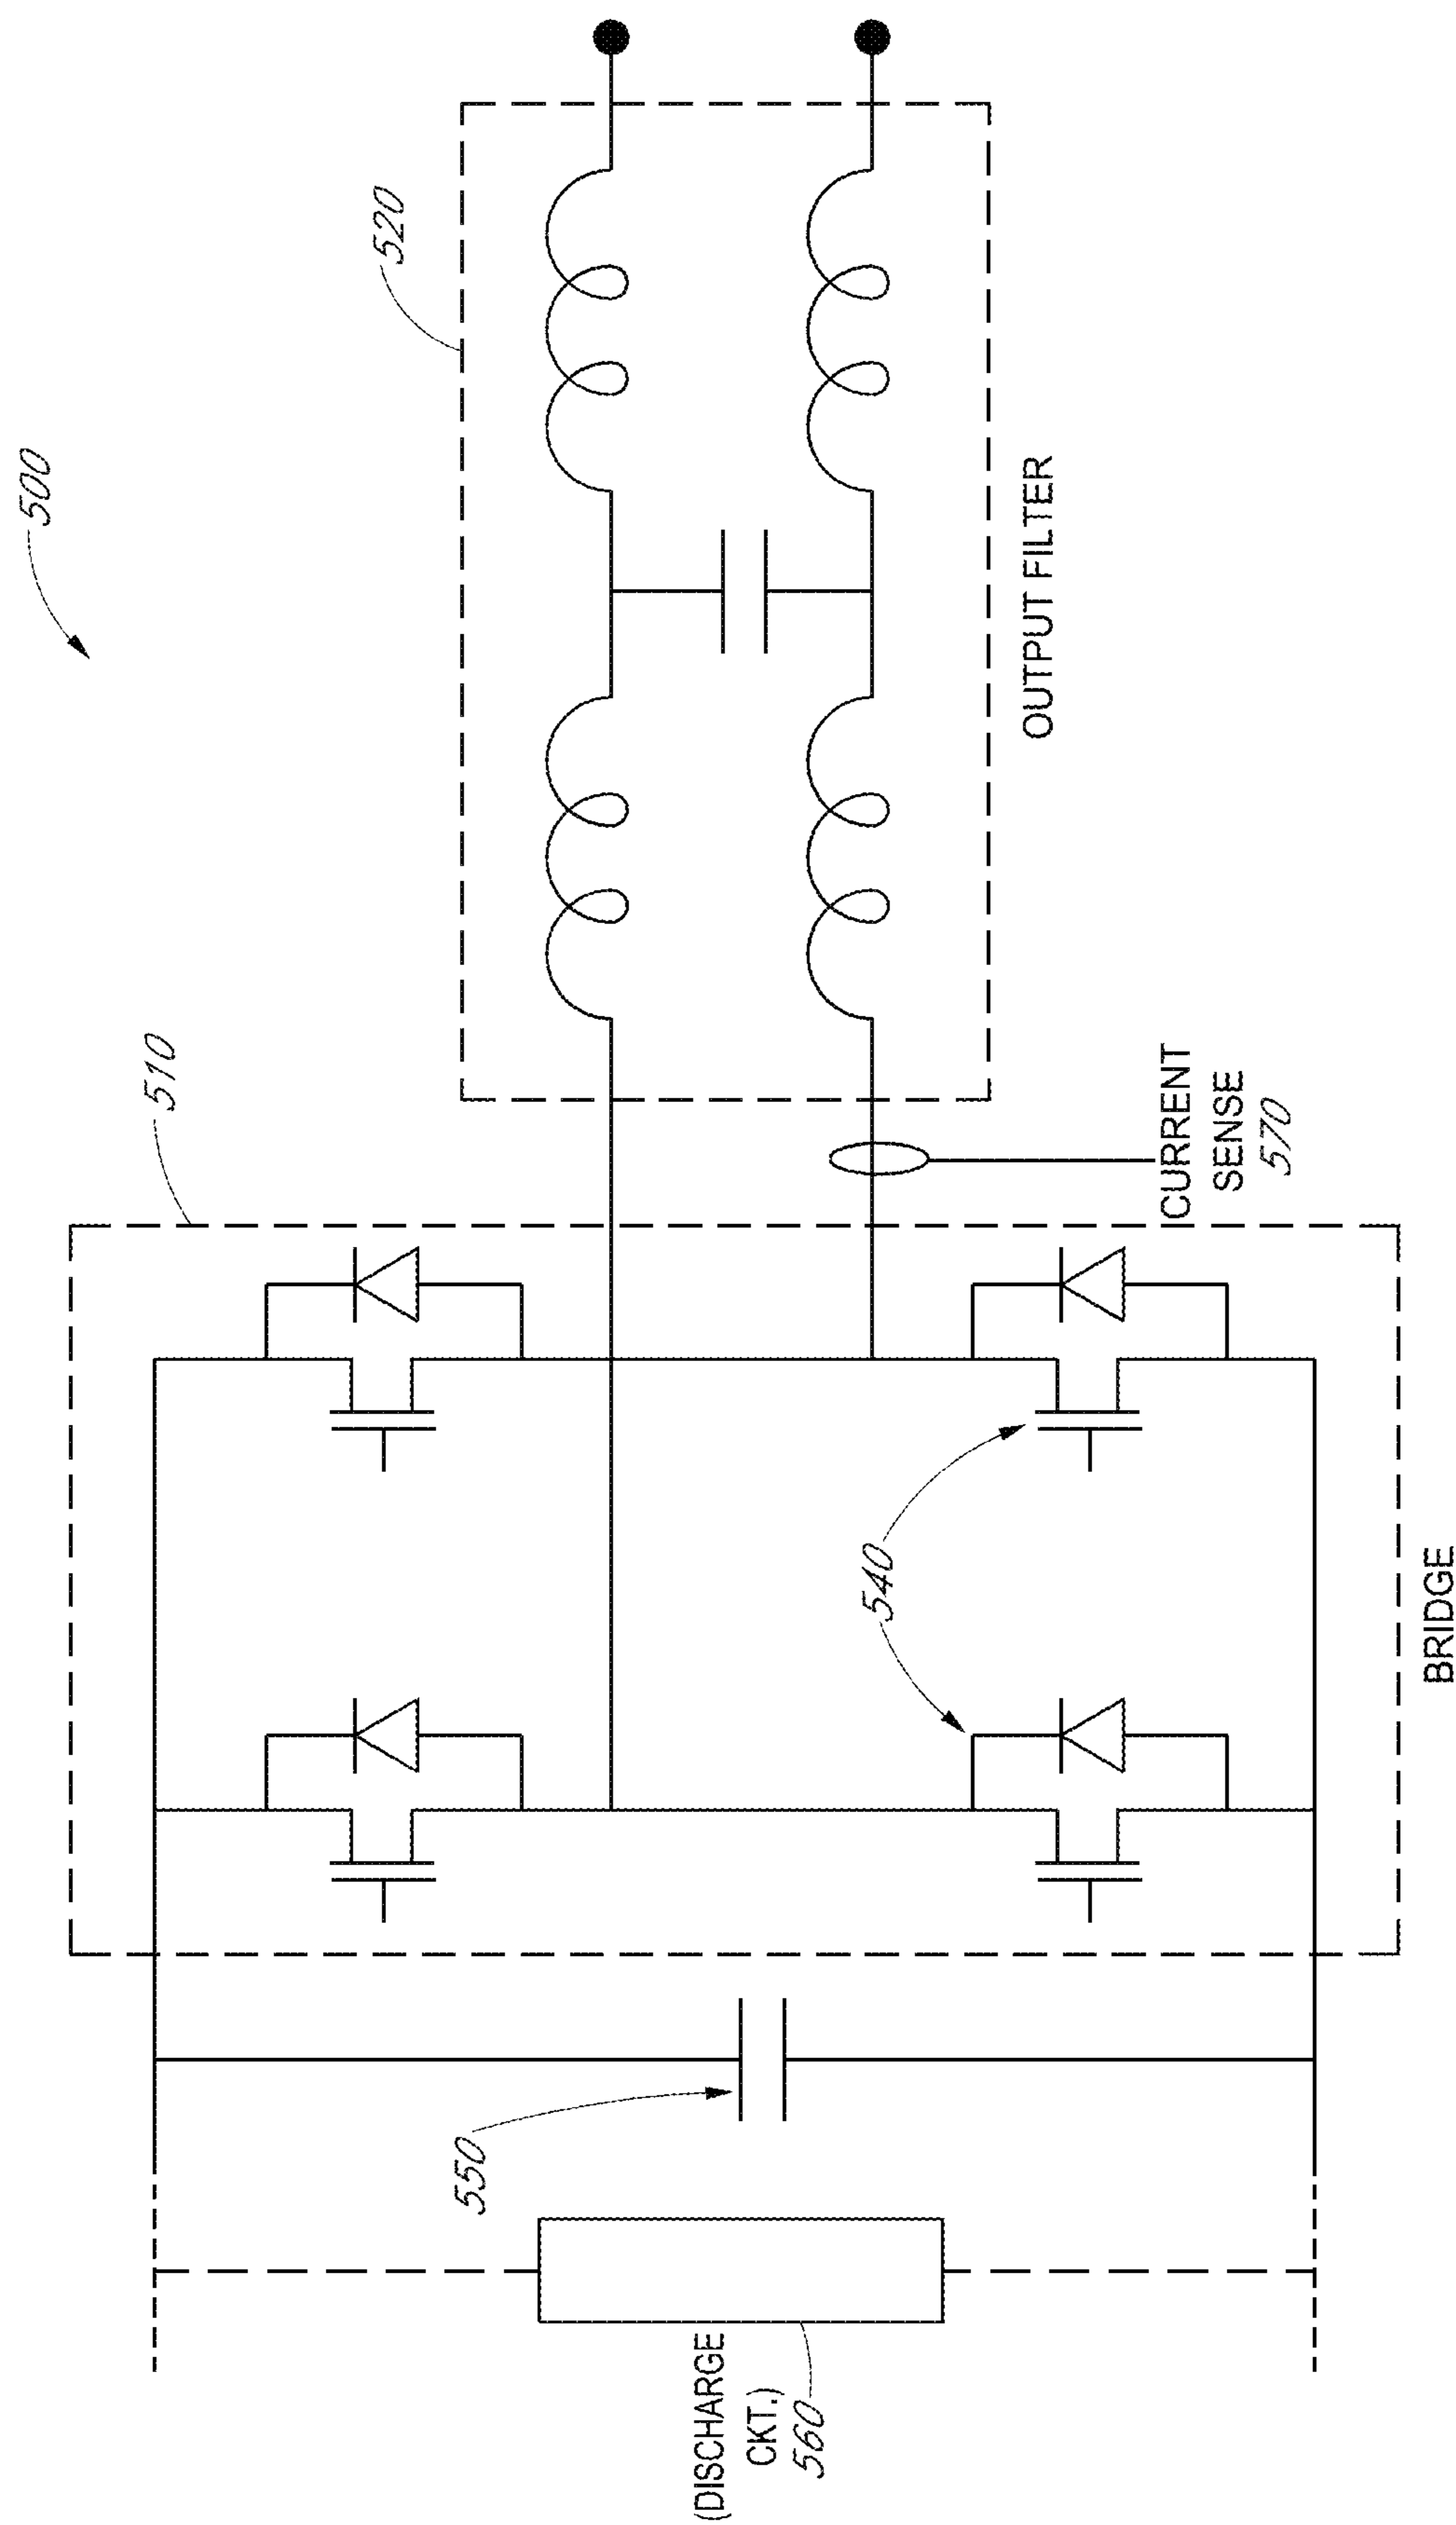 500
510
520
540
550
(DISCHARGE
CKT.)
560
CURRENT
SENSE
570
BRIDGE
OUTPUT FILTER